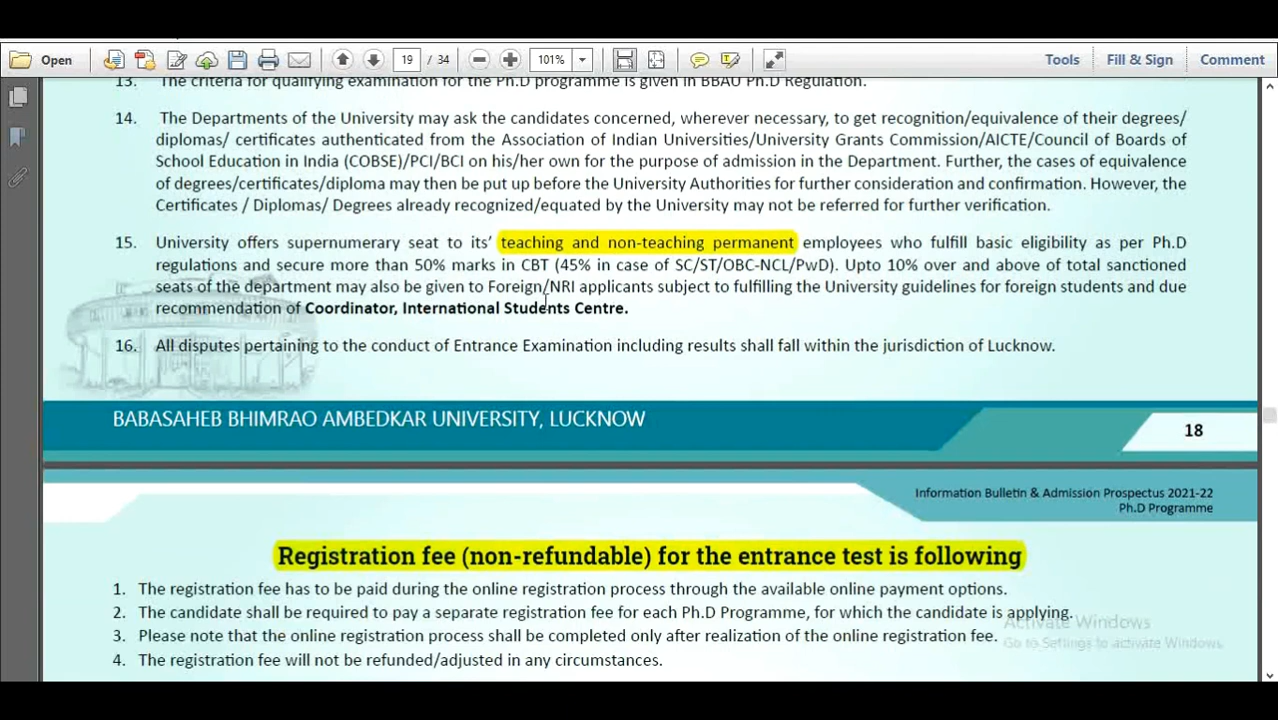 Open
19 / 34
101%
Tools
Fill & Sign
Comment
13. The criteria for qualifying examination for the Ph.D programme is given in BBAU Ph.D Regulation.
14. The Departments of the University may ask the candidates concerned, wherever necessary, to get recognition/equivalence of their degrees/
diplomas/ certificates authenticated from the Association of Indian Universities/University Grants Commission/AICTE/Council of Boards of
School Education in India (COBSE)/PCI/BCI on his/her own for the purpose of admission in the Department. Further, the cases of equivalence
of degrees/certificates/diploma may then be put up before the University Authorities for further consideration and confirmation. However, the
Certificates / Diplomas/ Degrees already recognized/equated by the University may not be referred for further verification.
15. University offers supernumerary seat to its' teaching and non-teaching permanent employees who fulfill basic eligibility as per Ph.D
regulations and secure more than 50% marks in CBT (45% in case of SC/ST/OBC-NCL/PwD). Upto 10% over and above of total sanctioned
seats of the department may also be given to Foreign/NRI applicants subject to fulfilling the University guidelines for foreign students and due
recommendation of Coordinator, International Students Centre.
16. All disputes pertaining to the conduct of Entrance Examination including results shall fall within the jurisdiction of Lucknow.
BABASAHEB BHIMRAO AMBEDKAR UNIVERSITY, LUCKNOW
18
Information Bulletin & Admission Prospectus 2021-22
Ph.D Programme
Registration fee (non-refundable) for the entrance test is following
1. The registration fee has to be paid during the online registration process through the available online payment options.
2. The candidate shall be required to pay a separate registration fee for each Ph.D Programme, for which the candidate is applying.
3. Please note that the online registration process shall be completed only after realization of the online registration fee.
4. The registration fee will not be refunded/adjusted in any circumstances.
Activate Windows
Go to Settings to activate Windows.